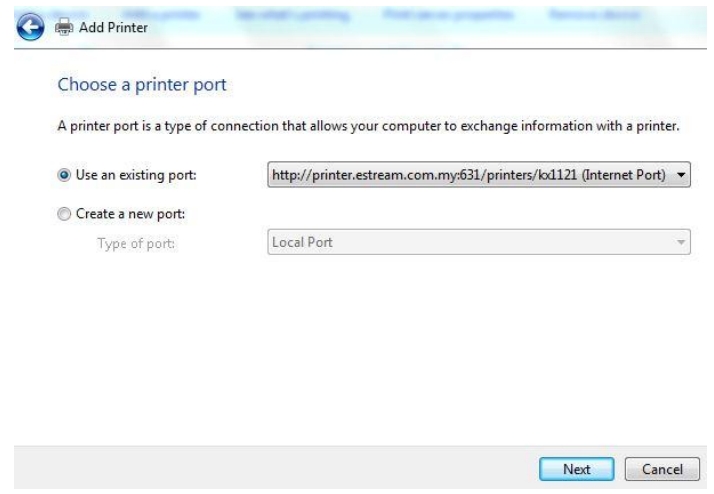 Add Printer
Choose a printer port
A printer port is a type of connection that allows your computer to exchange information with a printer.
Use an existing port: http://printer.estream.com.my:631/printers/kx1121 (Internet Port)
Create a new port:
Type of port: Local Port
Next Cancel